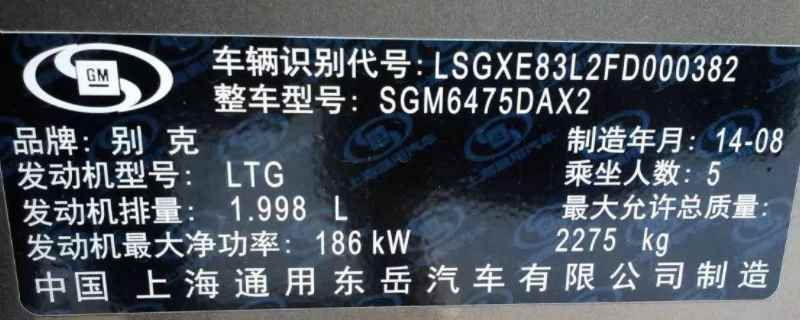 GM
车辆识别代号: LSGXE83L2FD000382
整车型号: SGM6475DAX2
品牌: 别克
制造年月: 14-08
发动机型号: LTG
乘坐人数: 5
发动机排量: 1.998 L
最大允许总质量:
发动机最大净功率: 186 kW
2275 kg
中国 上海通用东岳汽车有限公司制造